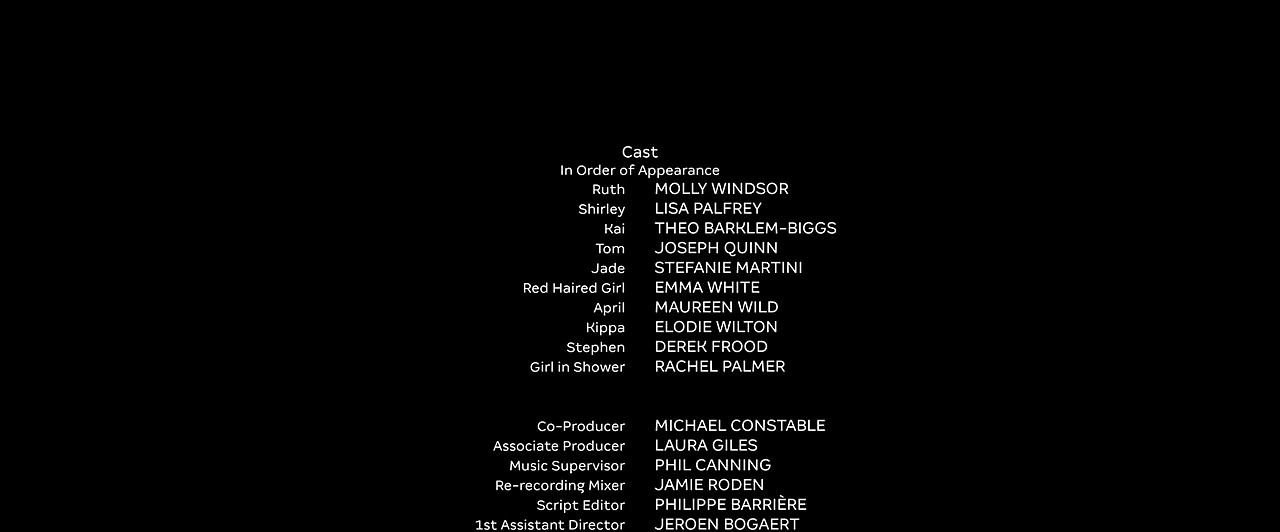 Cast
In Order of Appearance
Ruth MOLLY WINDSOR
Shirley LISA PALFREY
Kai THEO BARKLEM-BIGGS
Tom JOSEPH QUINN
Jade STEFANIE MARTINI
Red Haired Girl EMMA WHITE
April MAUREEN WILD
Kippa ELODIE WILTON
Stephen DEREK FROOD
Girl in Shower RACHEL PALMER
Co-Producer MICHAEL CONSTABLE
Associate Producer LAURA GILES
Music Supervisor PHIL CANNING
Re-recording Mixer JAMIE RODEN
Script Editor PHILIPPE BARRIÈRE
1st Assistant Director JEROEN BOGAERT